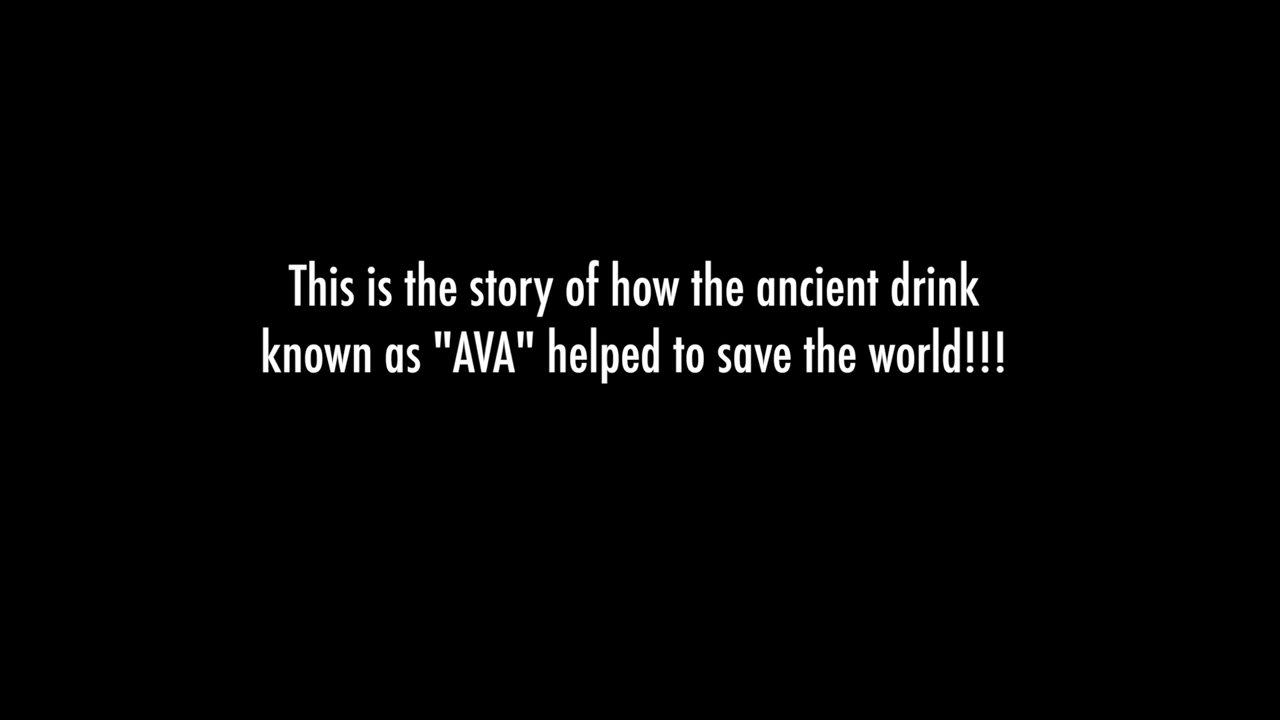 This is the story of how the ancient drink
known as "AVA" helped to save the world!!!